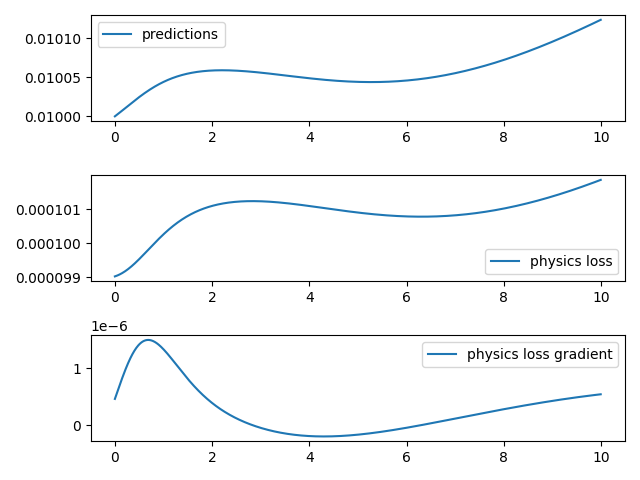 predictions
0.01010
0.01005
0.01000
0 2 4 6 8 10
0.000101
0.000100
0.000099
physics loss
0 2 4 6 8 10
1e−6
physics loss gradient
1
0
0 2 4 6 8 10